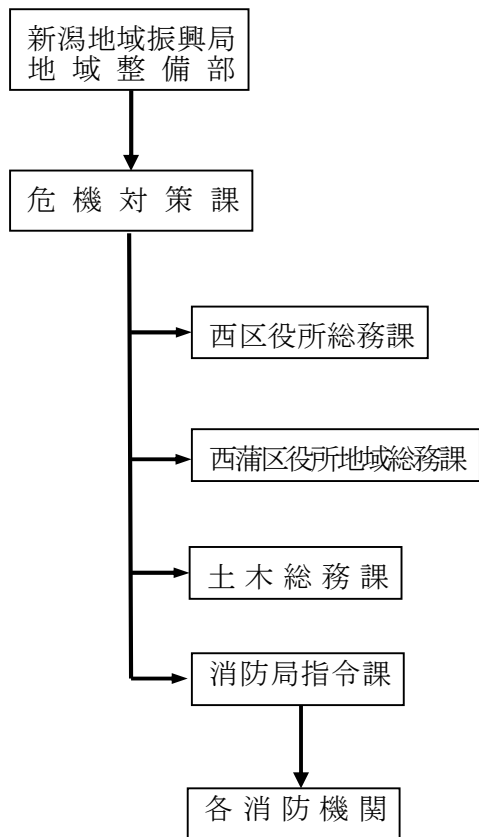 新潟地域振興局
地域整備部
危機対策課
西区役所総務課
西蒲区役所地域総務課
土木総務課
消防局指令課
各消防機関